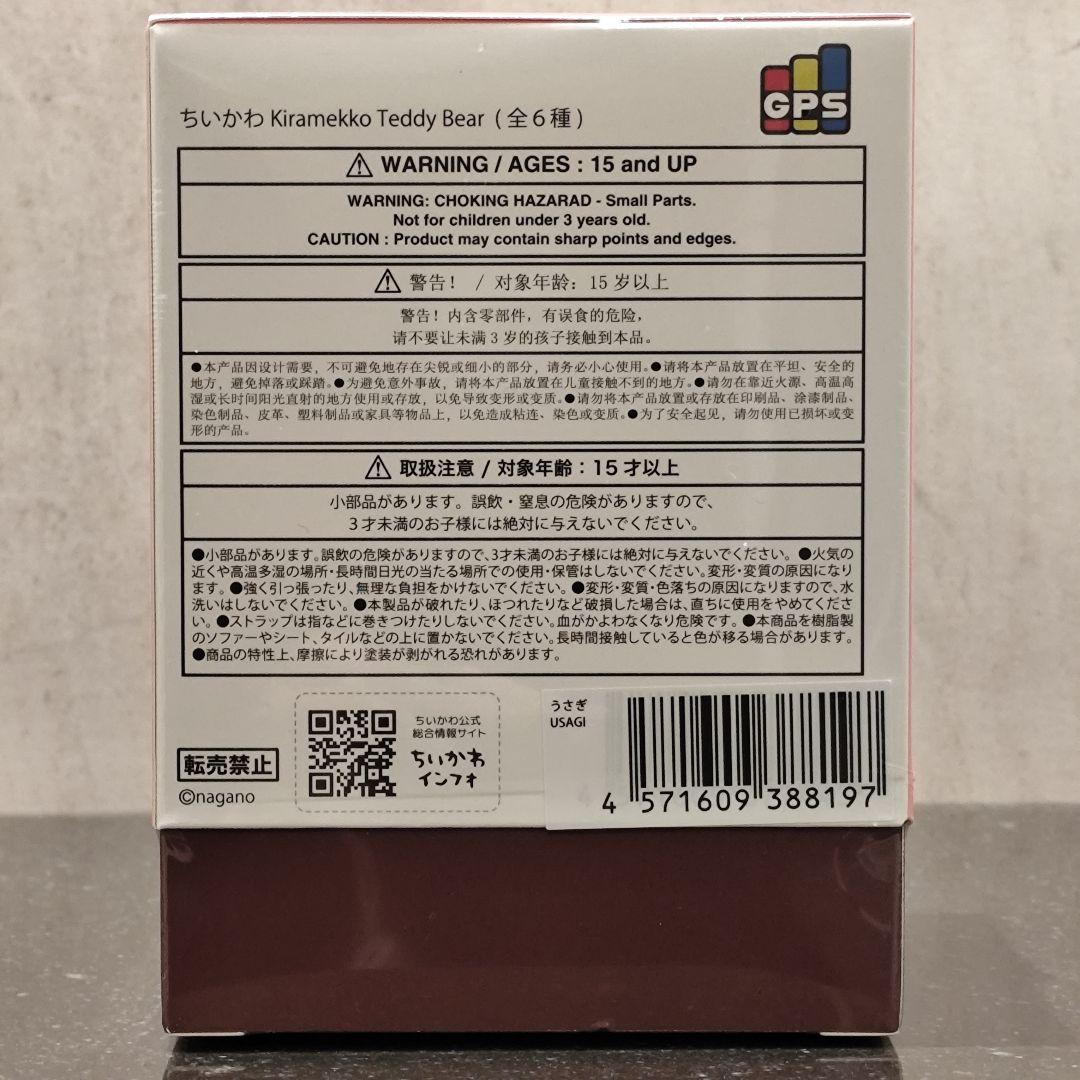 GPS
ちいかわ Kiramekko Teddy Bear (全6種)
⚠ WARNING / AGES : 15 and UP
WARNING: CHOKING HAZARAD - Small Parts.
Not for children under 3 years old.
CAUTION : Product may contain sharp points and edges.
⚠ 警告！ / 对象年龄：15 岁以上
警告！内含零部件，有误食的危险，
请不要让未满 3 岁的孩子接触到本品。
●本产品因设计需要，不可避免地存在尖锐或细小的部分，请务必小心使用。●请将本产品放置在平坦、安全的
地方，避免掉落或踩踏。●为避免意外事故，请将本产品放置在儿童接触不到的地方。●请勿在靠近火源、高温高
湿或长时间阳光直射的地方使用或存放，以免导致变形或变质。●请勿将本产品放置或存放在印刷品、涂漆制品、
染色制品、皮革、塑料制品或家具等物品上，以免造成粘连、染色或变质。●为了安全起见，请勿使用已损坏或变
形的产品。
⚠ 取扱注意 / 対象年齢：15 才以上
小部品があります。誤飲・窒息の危険がありますので、
3才未満のお子様には絶対に与えないでください。
●小部品があります。誤飲の危険がありますので、3才未満のお子様には絶対に与えないでください。 ●火気の
近くや高温多湿の場所・長時間日光の当たる場所での使用・保管はしないでください。変形・変質の原因になり
ます。●強く引っ張ったり、無理な負担をかけないでください。●変形・変質・色落ちの原因になりますので、水
洗いはしないでください。●本製品が破れたり、ほつれたりなど破損した場合は、直ちに使用をやめてくださ
い。●ストラップは指などに巻きつけたりしないでください。血がかよわなくなり危険です。●本商品を樹脂製
のソファーやシート、タイルなどの上に置かないでください。長時間接触していると色が移る場合があります。
●商品の特性上、摩擦により塗装が剥がれる恐れがあります。
転売禁止
©nagano
ちいかわ公式
総合情報サイト
ちいかわ
インフォ
うさぎ
USAGI
4 571609 388197